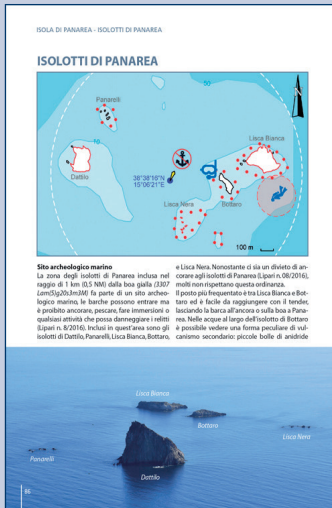 ISOLA DI PANAREA - ISOLOTTI DI PANAREA
ISOLOTTI DI PANAREA
50
Panarelli
10
Lisca Bianca
Dattilo
38°38'16"N
15°06'21"E
Bottaro
Lisca Nera
100 m
Sito archeologico marino
La zona degli isolotti di Panarea inclusa nel
raggio di 1 km (0,5 NM) dalla boa gialla (3307
Lam(5)g20s3m3M) fa parte di un sito archeo-
logico marino, le barche possono entrare ma
è proibito ancorare, pescare, fare immersioni o
qualsiasi attività che possa danneggiare i relitti
(Lipari n. 8/2016). Inclusi in quest'area sono gli
isolotti di Dattilo, Panarelli, Lisca Bianca, Bottaro,
e Lisca Nera. Nonostante ci sia un divieto di an-
corare agli isolotti di Panarea (Lipari n. 08/2016),
molti non rispettano questa ordinanza.
Il posto più frequentato è tra Lisca Bianca e Bot-
taro ed è facile da raggiungere con il tender,
lasciando la barca all'ancora o sulla boa a Pana-
rea. Nelle acque al largo dell'isolotto di Bottaro
è possibile vedere una forma peculiare di vul-
canismo secondario: piccole bolle di anidride
Lisca Bianca
Bottaro
Lisca Nera
Panarelli
Dattilo
86